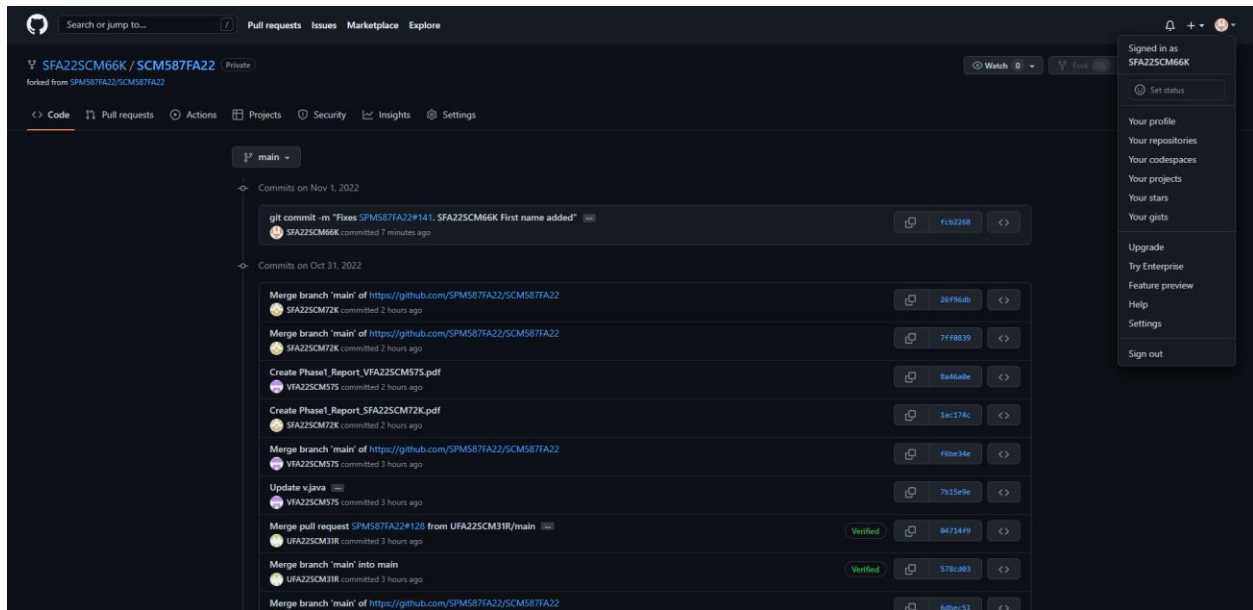 Search or jump to...
/
Pull requests
Issues
Marketplace
Explore
SFA22SCM66K / SCM587FA22
Private
forked from SPM587FA22/SCM587FA22
Watch 0
Fork
Code
Pull requests
Actions
Projects
Security
Insights
Settings
Signed in as
SFA22SCM66K
Set status
Your profile
Your repositories
Your codespaces
Your projects
Your stars
Your gists
Upgrade
Try Enterprise
Feature preview
Help
Settings
Sign out
main
Commits on Nov 1, 2022
git commit -m "Fixes SPM587FA22#141. SFA22SCM66K First name added" ...
SFA22SCM66K committed 7 minutes ago
fcb2268
Commits on Oct 31, 2022
Merge branch 'main' of https://github.com/SPM587FA22/SCM587FA22
SFA22SCM72K committed 2 hours ago
26f96db
Merge branch 'main' of https://github.com/SPM587FA22/SCM587FA22
SFA22SCM72K committed 2 hours ago
7ff0839
Create Phase1_Report_VFA22SCM57S.pdf
VFA22SCM57S committed 2 hours ago
8a46a0e
Create Phase1_Report_SFA22SCM72K.pdf
SFA22SCM72K committed 2 hours ago
1ac174c
Merge branch 'main' of https://github.com/SPM587FA22/SCM587FA22
VFA22SCM57S committed 3 hours ago
f6be34e
Update v.java ...
VFA22SCM57S committed 3 hours ago
7b15e9e
Merge pull request SPM587FA22#128 from UFA22SCM31R/main ...
UFA22SCM31R committed 3 hours ago
Verified
04714f9
Merge branch 'main' into main
UFA22SCM31R committed 3 hours ago
Verified
578cd03
Merge branch 'main' of https://github.com/SPM587FA22/SCM587FA22
6dbec51